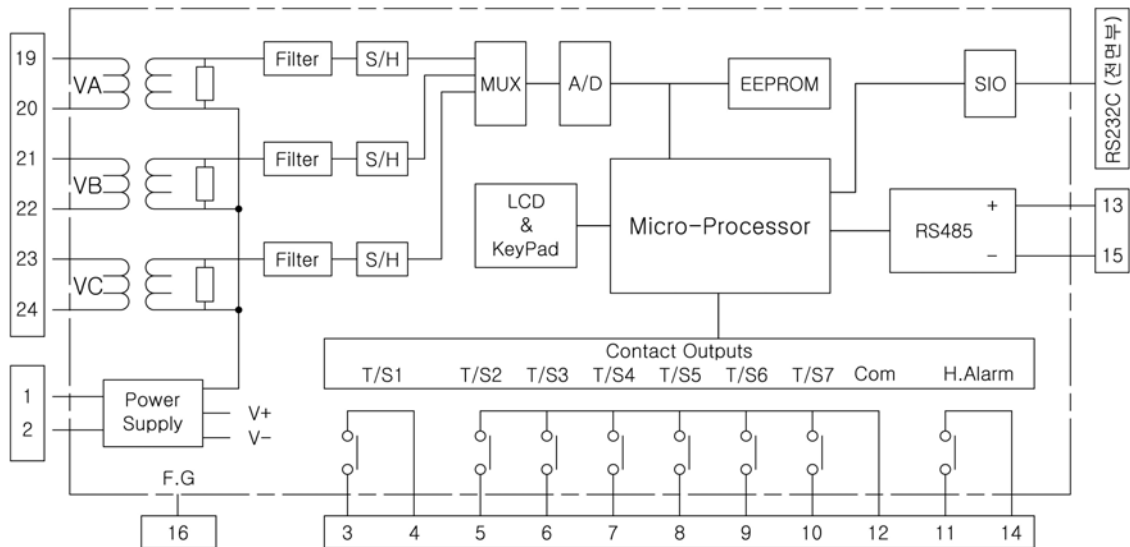 19
20
21
22
23
24
1
2
VA
VB
VC
Filter
S/H
Filter
S/H
Filter
S/H
MUX
A/D
EEPROM
SIO
RS232C (전면부)
LCD
&
KeyPad
Micro-Processor
RS485
+
−
13
15
Power
Supply
V+
V−
F.G
16
Contact Outputs
T/S1 T/S2 T/S3 T/S4 T/S5 T/S6 T/S7 Com H.Alarm
3 4 5 6 7 8 9 10 12 11 14